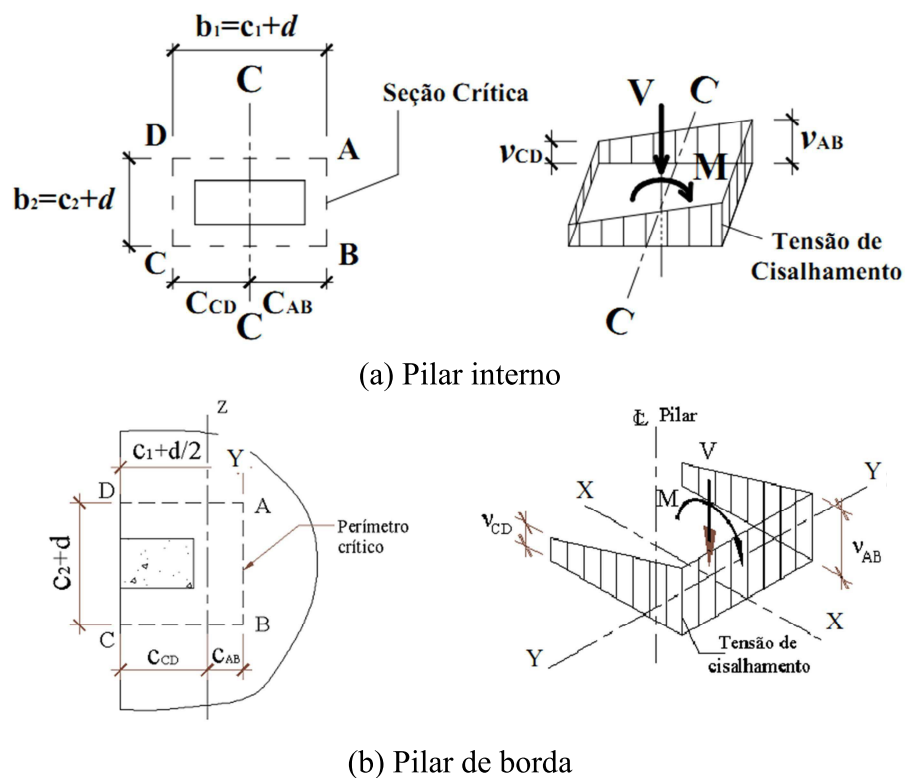 b₁=c₁+d
C
Seção Crítica
D
A
b₂=c₂+d
C
B
C_CD
C_AB
C
V
C
ν_CD
M
ν_AB
Tensão de
Cisalhamento
C
(a) Pilar interno
Z
c₁+d/2
Y
D
A
c₂+d
Perímetro
crítico
C
B
c_CD
c_AB
℄ Pilar
V
X
Y
M
ν_CD
ν_AB
X
Y
Tensão de
cisalhamento
(b) Pilar de borda